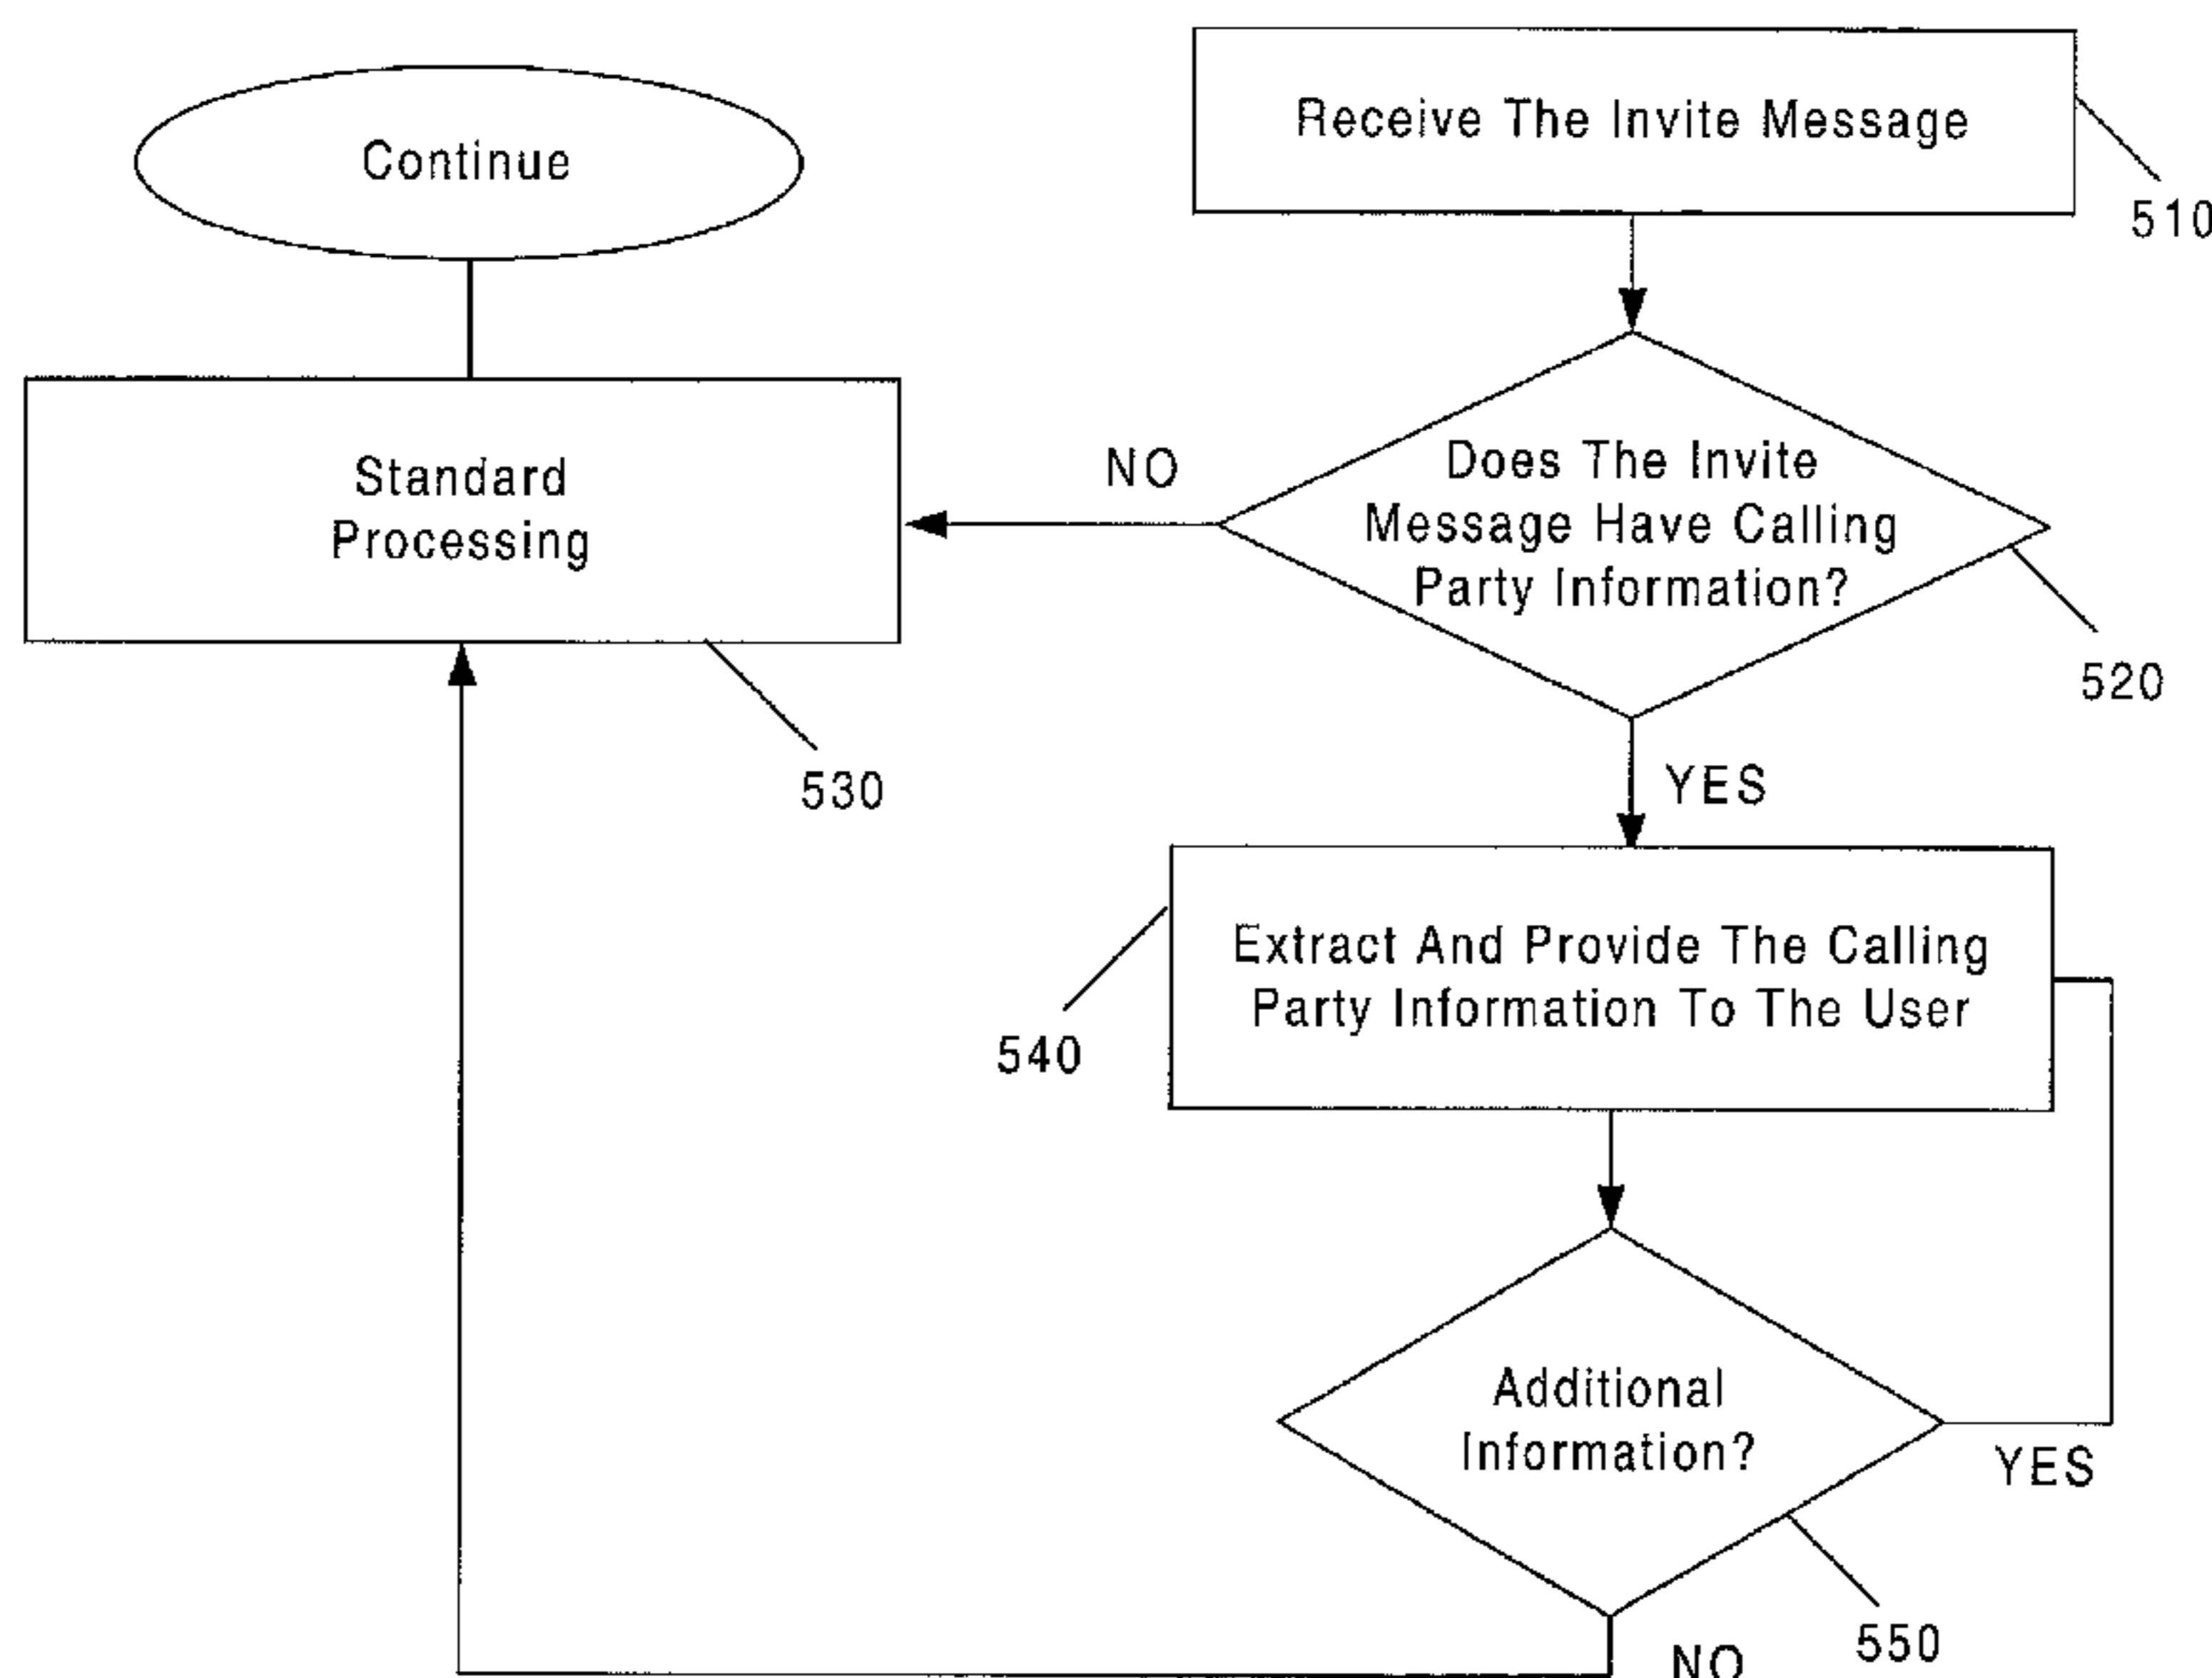 Receive The Invite Message
510
Continue
Does The Invite
Message Have Calling
Party Information?
520
NO
Standard
Processing
530
YES
Extract And Provide The Calling
Party Information To The User
540
Additional
Information?
YES
550
NO